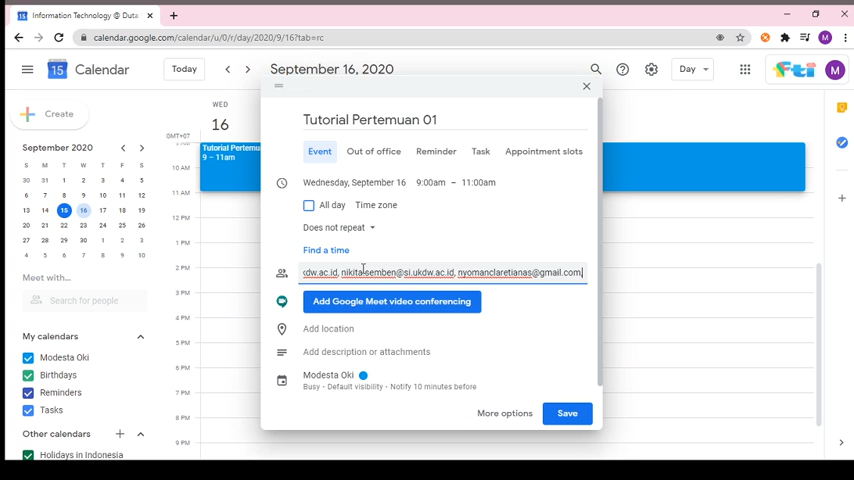 Information Technology @ Duta
calendar.google.com/calendar/u/0/r/day/2020/9/16?tab=rc
M
15
Calendar
Today
September 16, 2020
Day
Fti
M
Create
September 2020
S M T W T F S
30 31 1 2 3 4 5
6 7 8 9 10 11 12
13 14 15 16 17 18 19
20 21 22 23 24 25 26
27 28 29 30 1 2 3
4 5 6 7 8 9 10
Meet with...
Search for people
My calendars
Modesta Oki
Birthdays
Reminders
Tasks
Other calendars
Holidays in Indonesia
WED
16
GMT+07
Tutorial Pertemu
9 – 11am
10 AM
11 AM
12 PM
1 PM
2 PM
3 PM
4 PM
5 PM
6 PM
7 PM
8 PM
9 PM
Tutorial Pertemuan 01
Event Out of office Reminder Task Appointment slots
Wednesday, September 16 9:00am – 11:00am
All day Time zone
Does not repeat
Find a time
kdw.ac.id, nikita.semben@si.ukdw.ac.id, nyomanclaretianas@gmail.com,
Add Google Meet video conferencing
Add location
Add description or attachments
Modesta Oki
Busy · Default visibility · Notify 10 minutes before
More options Save